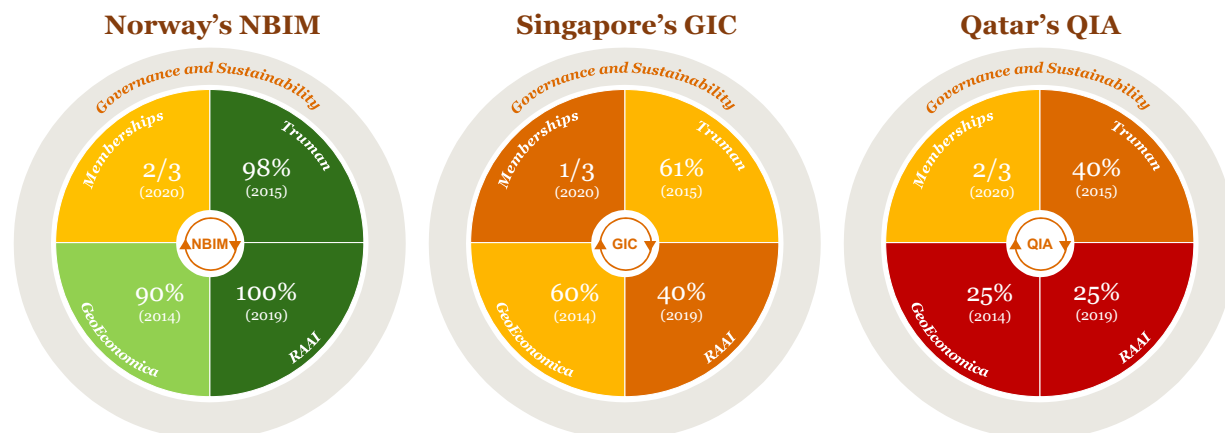 Norway's NBIM
Governance and Sustainability
Memberships
2/3
(2020)
Truman
98%
(2015)
NBIM
GeoEconomica
90%
(2014)
RAAI
100%
(2019)
Singapore's GIC
Governance and Sustainability
Memberships
1/3
(2020)
Truman
61%
(2015)
GIC
GeoEconomica
60%
(2014)
RAAI
40%
(2019)
Qatar's QIA
Governance and Sustainability
Memberships
2/3
(2020)
Truman
40%
(2015)
QIA
GeoEconomica
25%
(2014)
RAAI
25%
(2019)